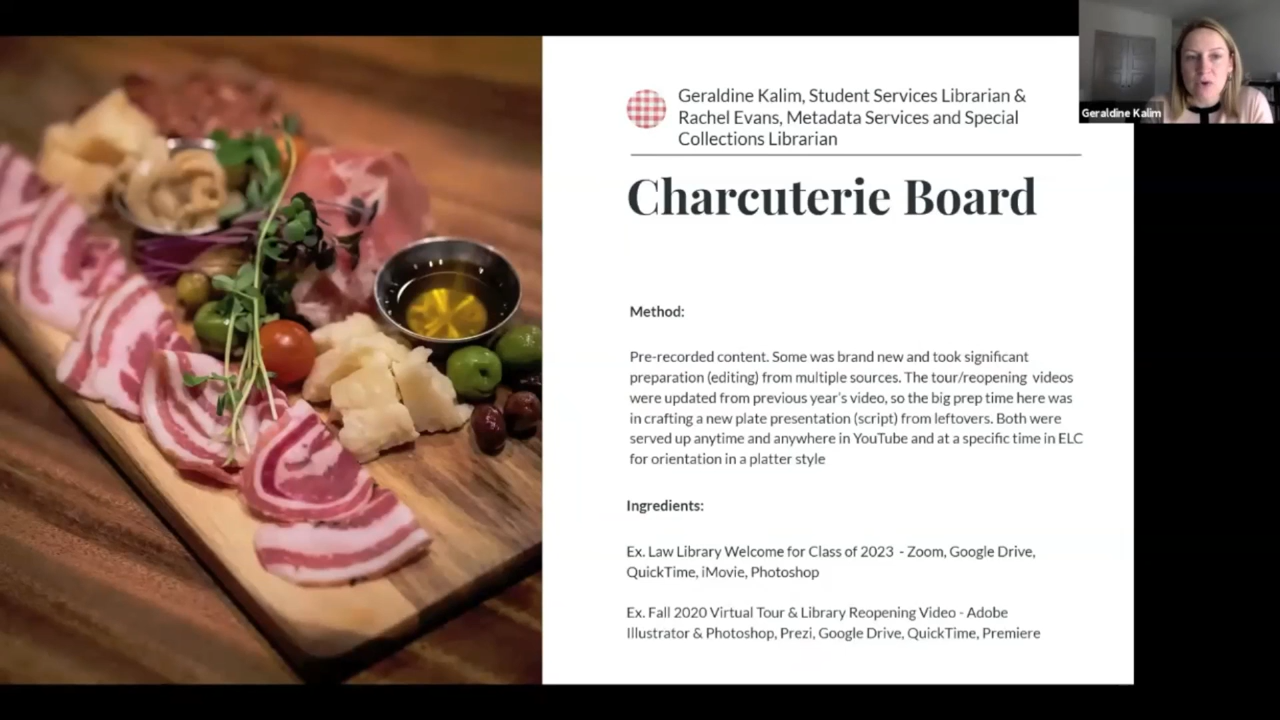 Geraldine Kalim, Student Services Librarian &
Rachel Evans, Metadata Services and Special
Collections Librarian
Geraldine Kalim
Charcuterie Board
Method:
Pre-recorded content. Some was brand new and took significant
preparation (editing) from multiple sources. The tour/reopening videos
were updated from previous year's video, so the big prep time here was
in crafting a new plate presentation (script) from leftovers. Both were
served up anytime and anywhere in YouTube and at a specific time in ELC
for orientation in a platter style
Ingredients:
Ex. Law Library Welcome for Class of 2023 - Zoom, Google Drive,
QuickTime, iMovie, Photoshop
Ex. Fall 2020 Virtual Tour & Library Reopening Video - Adobe
Illustrator & Photoshop, Prezi, Google Drive, QuickTime, Premiere